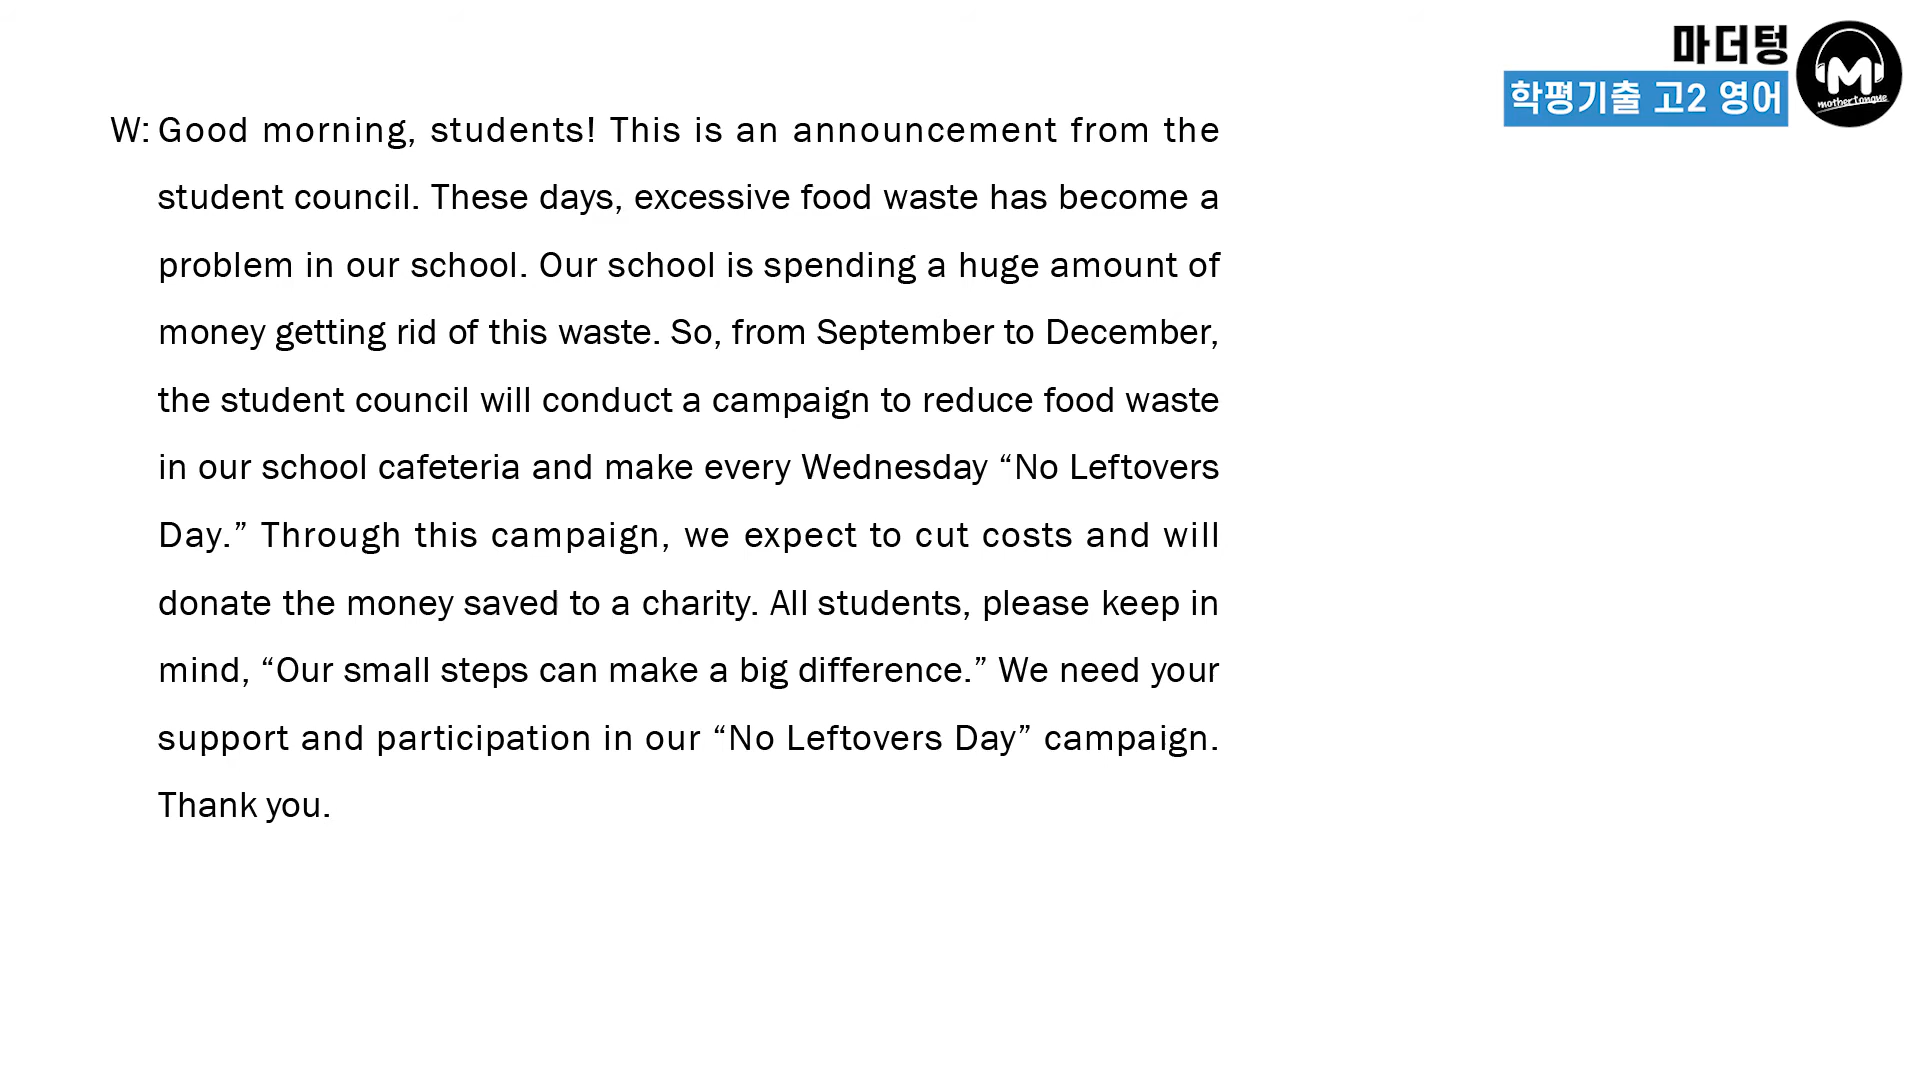 마더텅
학평기출 고2 영어
M
mothertongue
W: Good morning, students! This is an announcement from the
student council. These days, excessive food waste has become a
problem in our school. Our school is spending a huge amount of
money getting rid of this waste. So, from September to December,
the student council will conduct a campaign to reduce food waste
in our school cafeteria and make every Wednesday “No Leftovers
Day.” Through this campaign, we expect to cut costs and will
donate the money saved to a charity. All students, please keep in
mind, “Our small steps can make a big difference.” We need your
support and participation in our “No Leftovers Day” campaign.
Thank you.